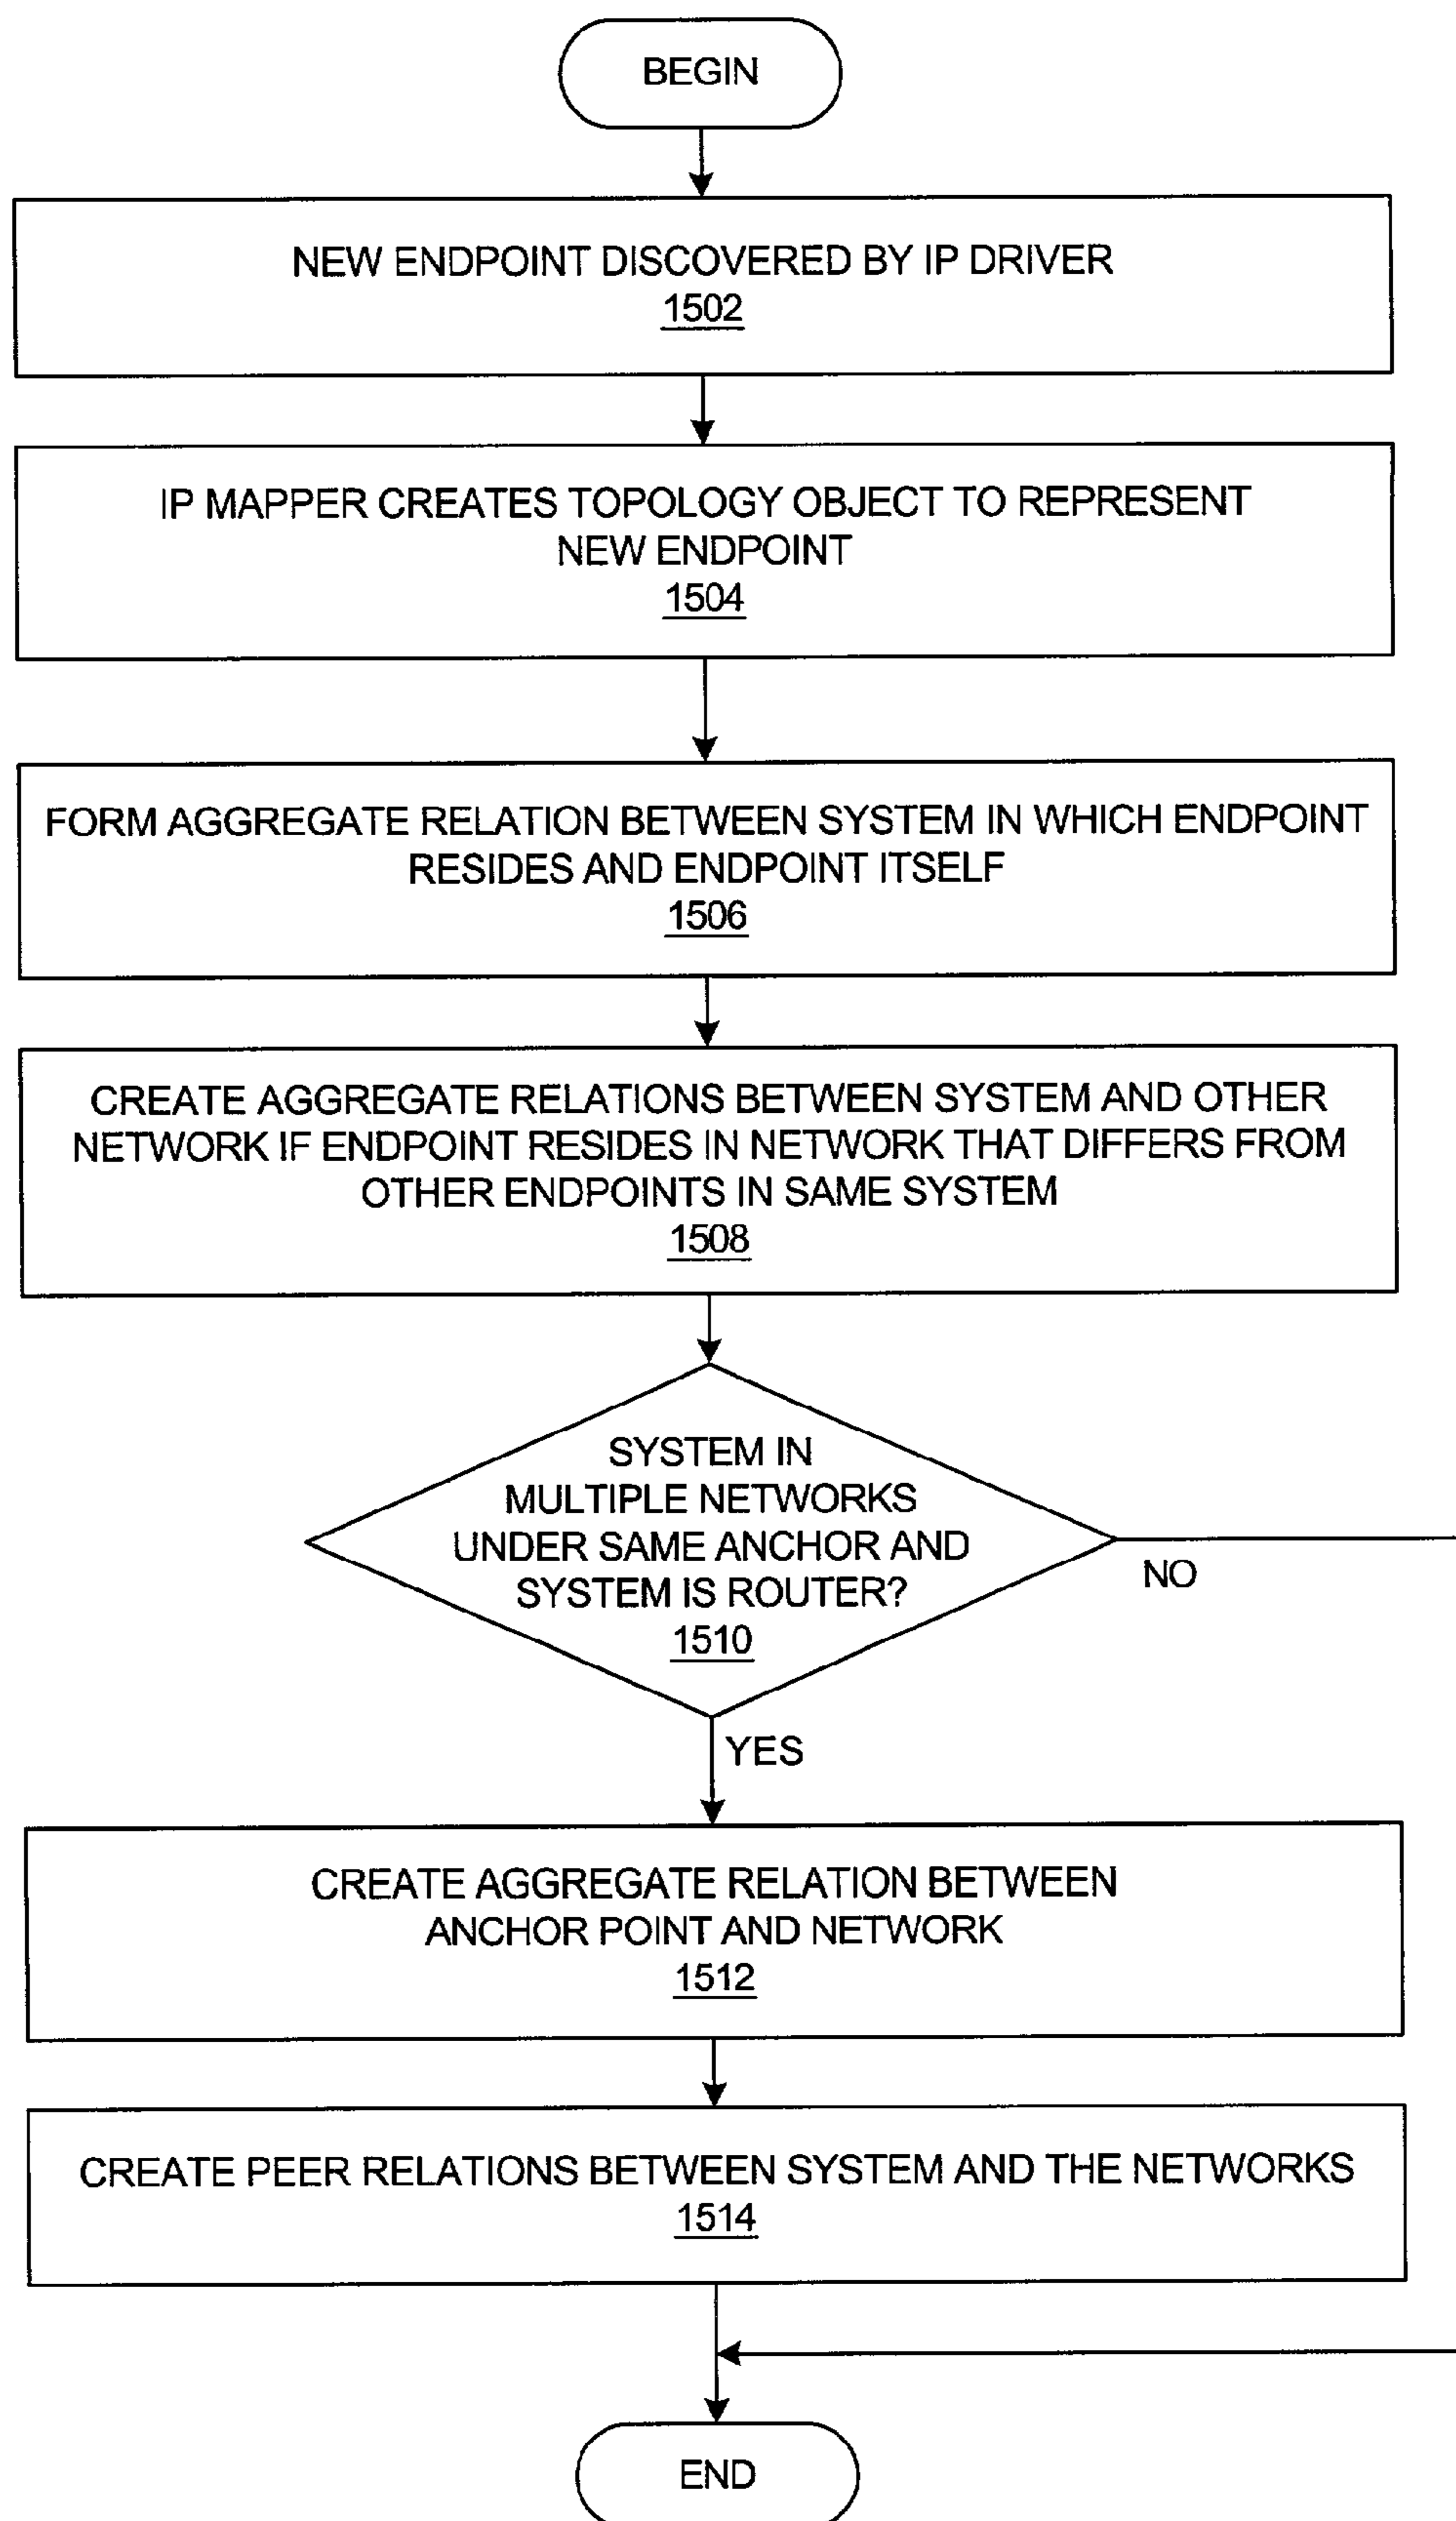 BEGIN
NEW ENDPOINT DISCOVERED BY IP DRIVER
1502
IP MAPPER CREATES TOPOLOGY OBJECT TO REPRESENT
NEW ENDPOINT
1504
FORM AGGREGATE RELATION BETWEEN SYSTEM IN WHICH ENDPOINT
RESIDES AND ENDPOINT ITSELF
1506
CREATE AGGREGATE RELATIONS BETWEEN SYSTEM AND OTHER
NETWORK IF ENDPOINT RESIDES IN NETWORK THAT DIFFERS FROM
OTHER ENDPOINTS IN SAME SYSTEM
1508
SYSTEM IN
MULTIPLE NETWORKS
UNDER SAME ANCHOR AND
SYSTEM IS ROUTER?
1510
NO
YES
CREATE AGGREGATE RELATION BETWEEN
ANCHOR POINT AND NETWORK
1512
CREATE PEER RELATIONS BETWEEN SYSTEM AND THE NETWORKS
1514
END